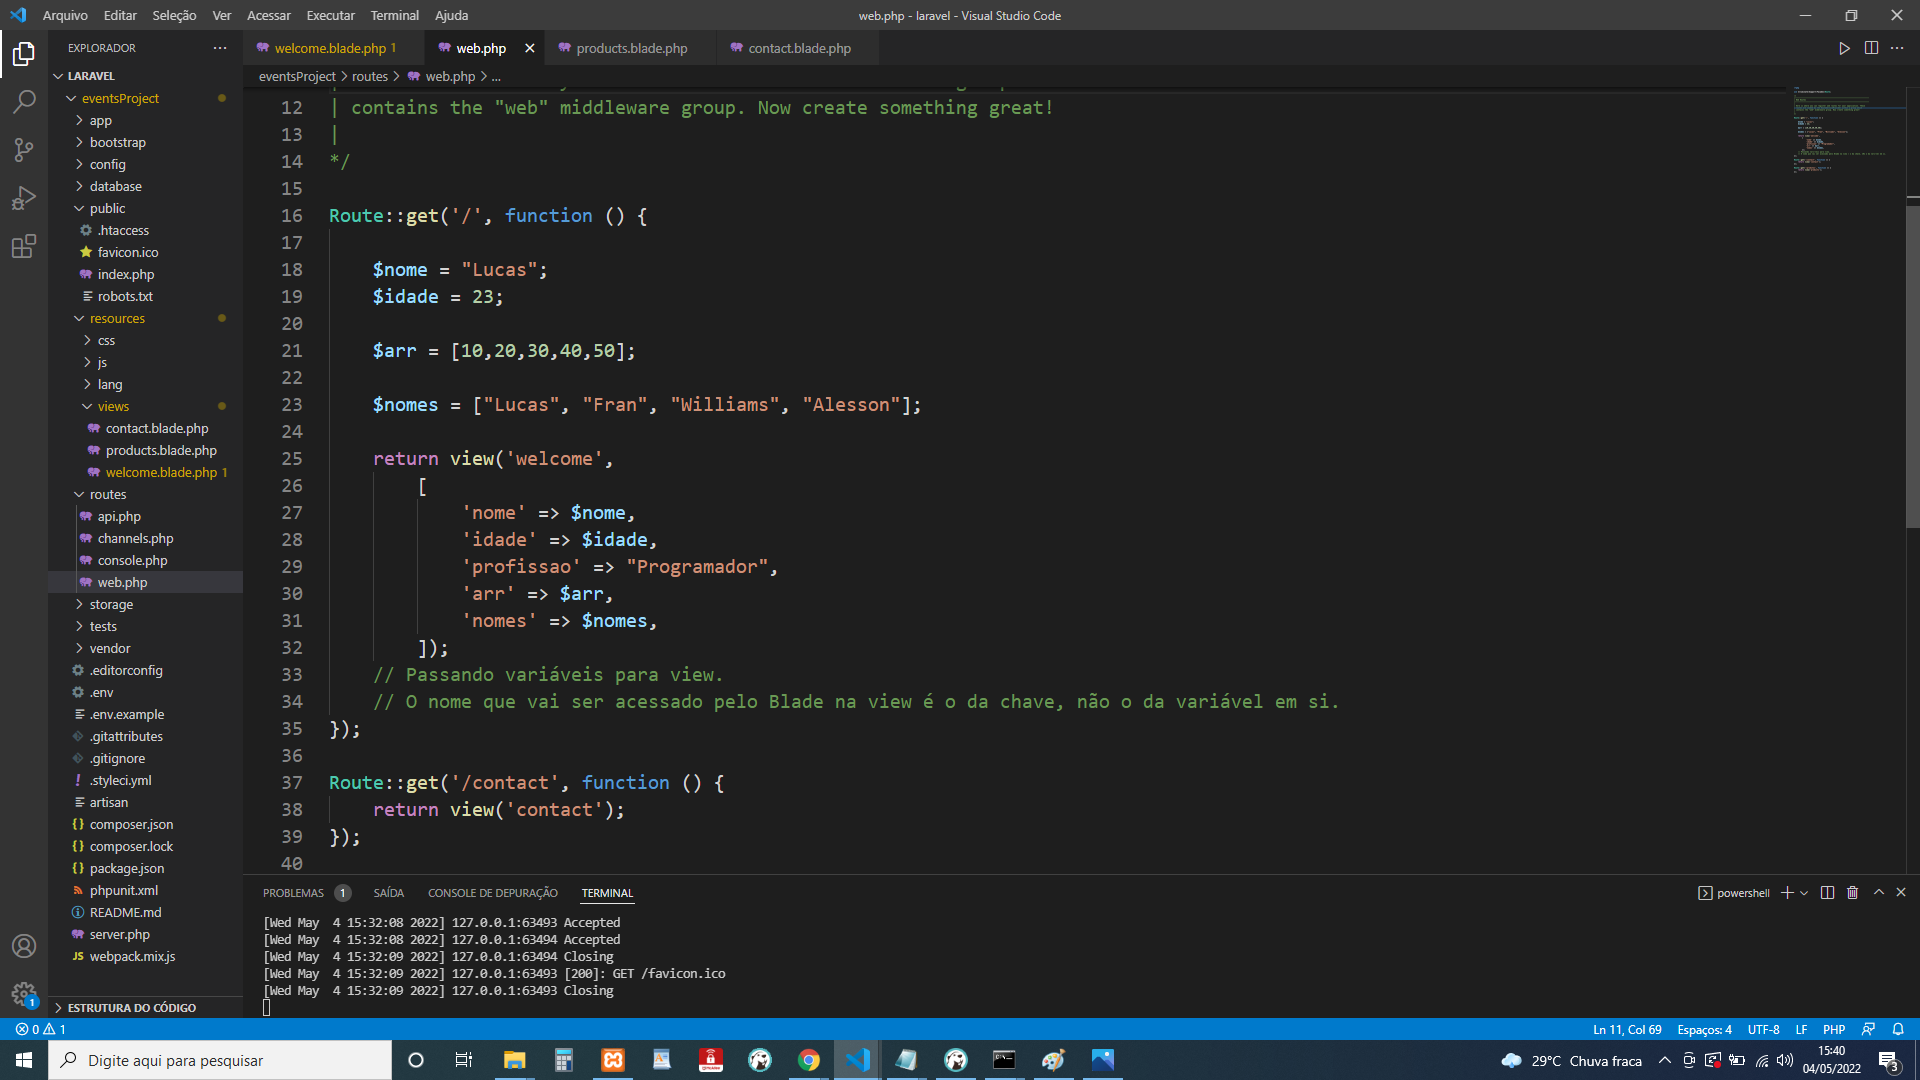 Arquivo Editar Seleção Ver Acessar Executar Terminal Ajuda
web.php - laravel - Visual Studio Code
EXPLORADOR
welcome.blade.php 1
web.php
products.blade.php
contact.blade.php
eventsProject > routes > web.php > ...
LARAVEL
eventsProject
app
bootstrap
config
database
public
.htaccess
favicon.ico
index.php
robots.txt
resources
css
js
lang
views
contact.blade.php
products.blade.php
welcome.blade.php 1
routes
api.php
channels.php
console.php
web.php
storage
tests
vendor
.editorconfig
.env
.env.example
.gitattributes
.gitignore
.styleci.yml
artisan
composer.json
composer.lock
package.json
phpunit.xml
README.md
server.php
webpack.mix.js
ESTRUTURA DO CÓDIGO
12 | contains the "web" middleware group. Now create something great!
13 |
14 */
15
16 Route::get('/', function () {
17
18 $nome = "Lucas";
19 $idade = 23;
20
21 $arr = [10,20,30,40,50];
22
23 $nomes = ["Lucas", "Fran", "Williams", "Alesson"];
24
25 return view('welcome',
26 [
27 'nome' => $nome,
28 'idade' => $idade,
29 'profissao' => "Programador",
30 'arr' => $arr,
31 'nomes' => $nomes,
32 ]);
33 // Passando variáveis para view.
34 // O nome que vai ser acessado pelo Blade na view é o da chave, não o da variável em si.
35 });
36
37 Route::get('/contact', function () {
38 return view('contact');
39 });
40
PROBLEMAS 1 SAÍDA CONSOLE DE DEPURAÇÃO TERMINAL
powershell
[Wed May  4 15:32:08 2022] 127.0.0.1:63493 Accepted
[Wed May  4 15:32:08 2022] 127.0.0.1:63494 Accepted
[Wed May  4 15:32:09 2022] 127.0.0.1:63494 Closing
[Wed May  4 15:32:09 2022] 127.0.0.1:63493 [200]: GET /favicon.ico
[Wed May  4 15:32:09 2022] 127.0.0.1:63493 Closing
1
0 1
Ln 11, Col 69 Espaços: 4 UTF-8 LF PHP
Digite aqui para pesquisar
29°C Chuva fraca
15:40
04/05/2022
3